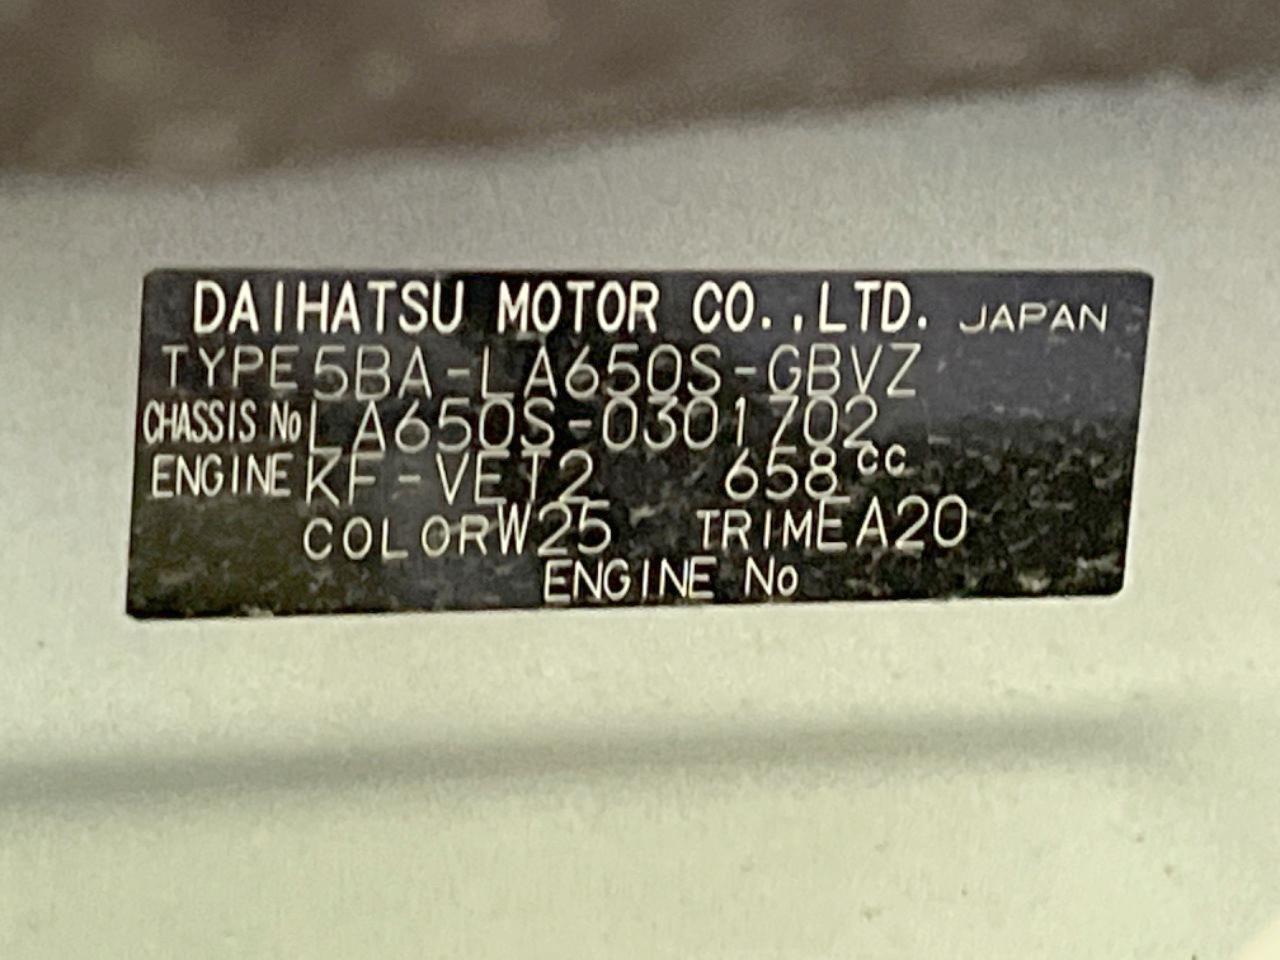 DAIHATSU MOTOR CO.,LTD. JAPAN
TYPE 5BA-LA650S-GBVZ
CHASSIS No LA650S-0301702
ENGINE KF-VET2 658cc
COLOR W25 TRIM EA20
ENGINE No